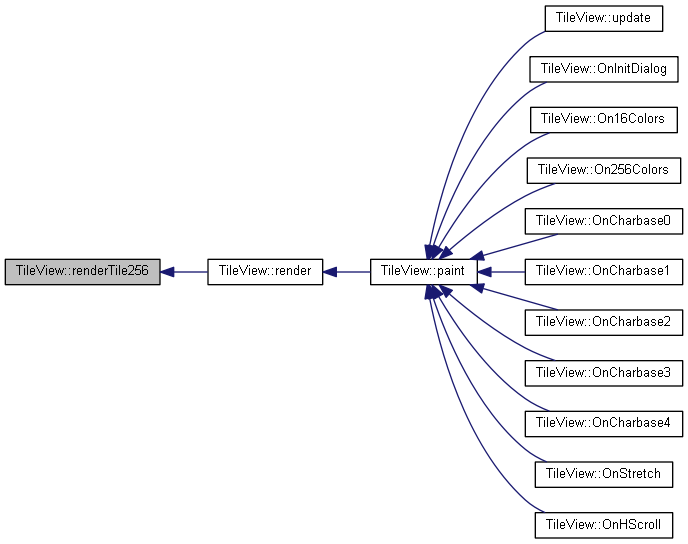 TileView::renderTile256
TileView::render
TileView::paint
TileView::update
TileView::OnInitDialog
TileView::On16Colors
TileView::On256Colors
TileView::OnCharbase0
TileView::OnCharbase1
TileView::OnCharbase2
TileView::OnCharbase3
TileView::OnCharbase4
TileView::OnStretch
TileView::OnHScroll